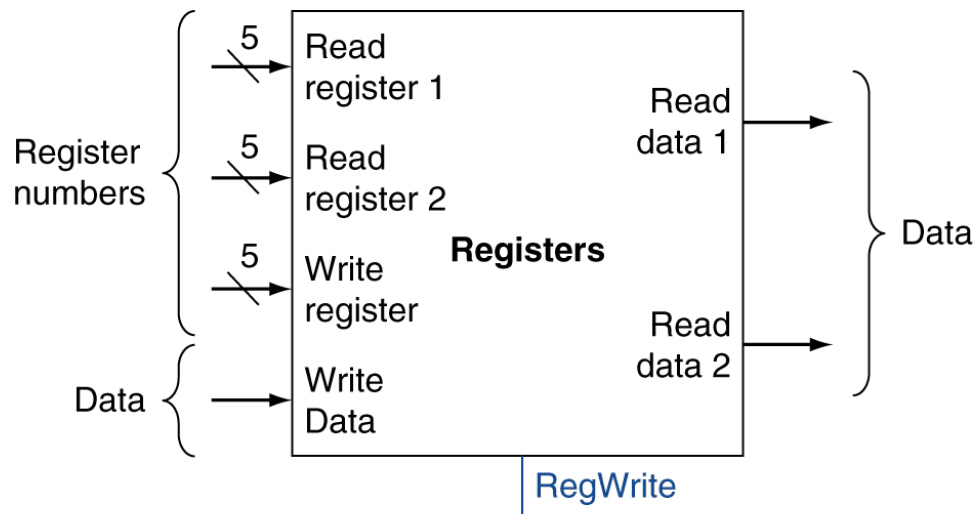 Register
numbers
Data
5
Read
register 1
5
Read
register 2
5
Write
register
Write
Data
Registers
Read
data 1
Read
data 2
Data
RegWrite